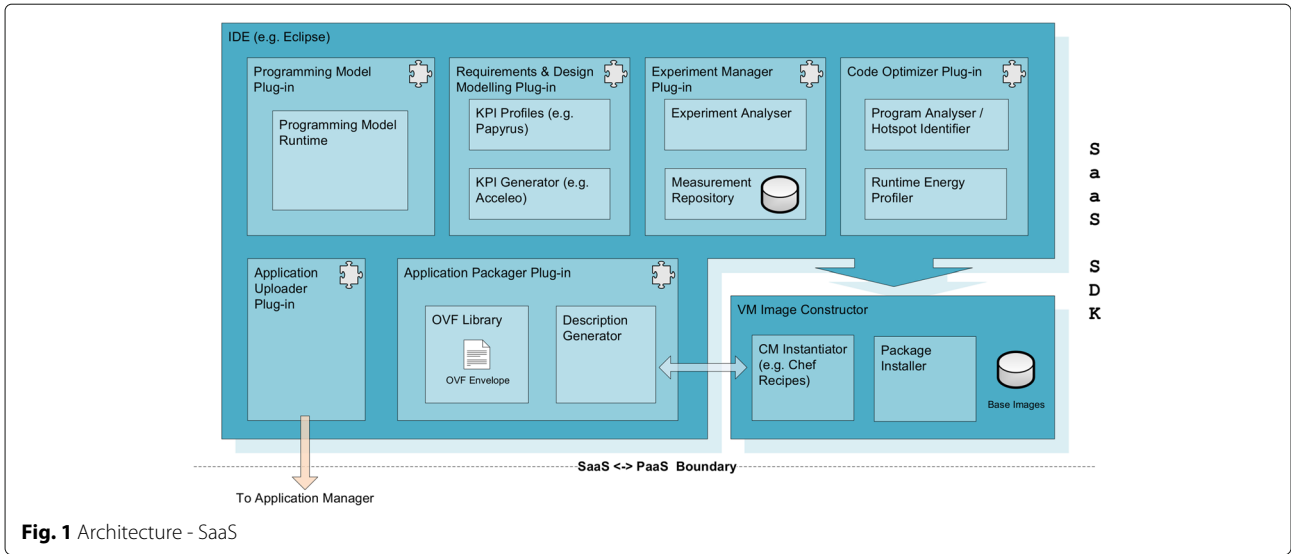 IDE (e.g. Eclipse)
Programming Model
Plug-in
Programming Model
Runtime
Requirements & Design
Modelling Plug-in
KPI Profiles (e.g.
Papyrus)
KPI Generator (e.g.
Acceleo)
Experiment Manager
Plug-in
Experiment Analyser
Measurement
Repository
Code Optimizer Plug-in
Program Analyser /
Hotspot Identifier
Runtime Energy
Profiler
SaaS SDK
Application
Uploader
Plug-in
Application Packager Plug-in
OVF Library
OVF Envelope
Description
Generator
VM Image Constructor
CM Instantiator
(e.g. Chef
Recipes)
Package
Installer
Base Images
SaaS <-> PaaS Boundary
To Application Manager
Fig. 1 Architecture - SaaS